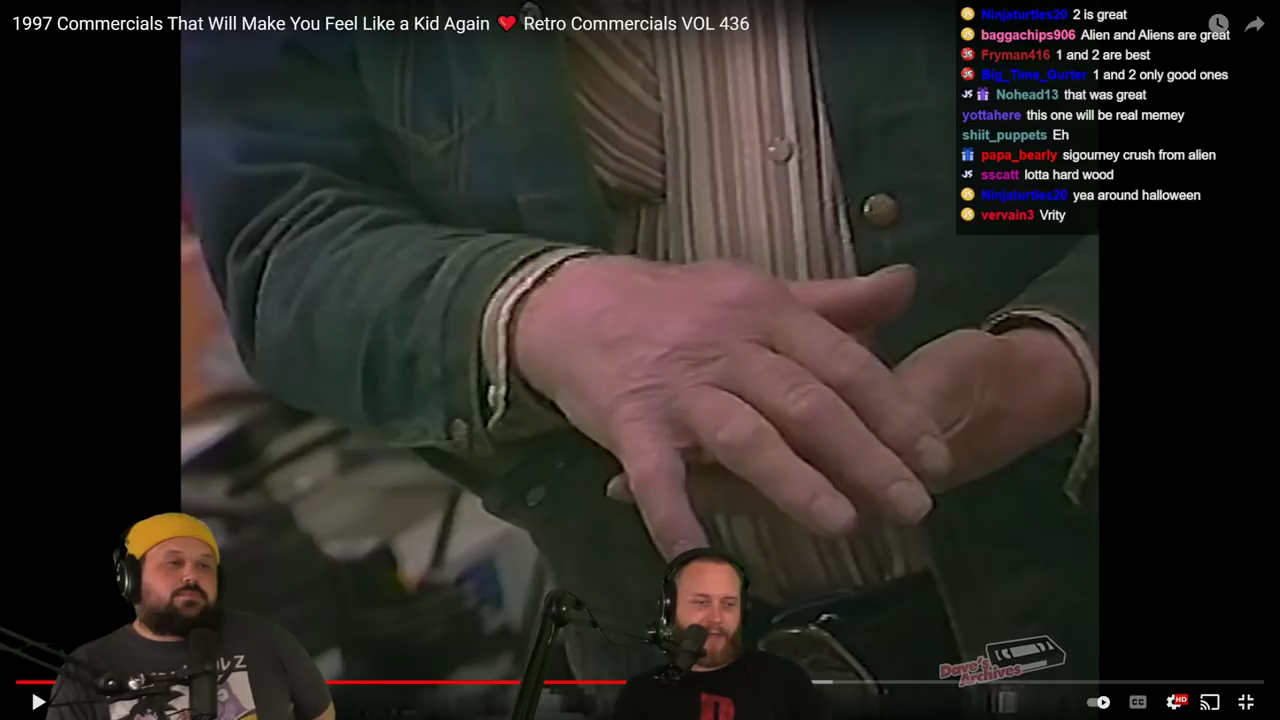 1997 Commercials That Will Make You Feel Like a Kid Again ❤️ Retro Commercials VOL 436
Ninjaturtles20 2 is great
baggachips906 Alien and Aliens are great
Fryman416 1 and 2 are best
Big_Time_Gurter 1 and 2 only good ones
Nohead13 that was great
yottahere this one will be real memey
shiit_puppets Eh
papa_bearly sigourney crush from alien
sscatt lotta hard wood
Ninjaturtles20 yea around halloween
vervain3 Vrity
Dave's
Archives
CC
HD